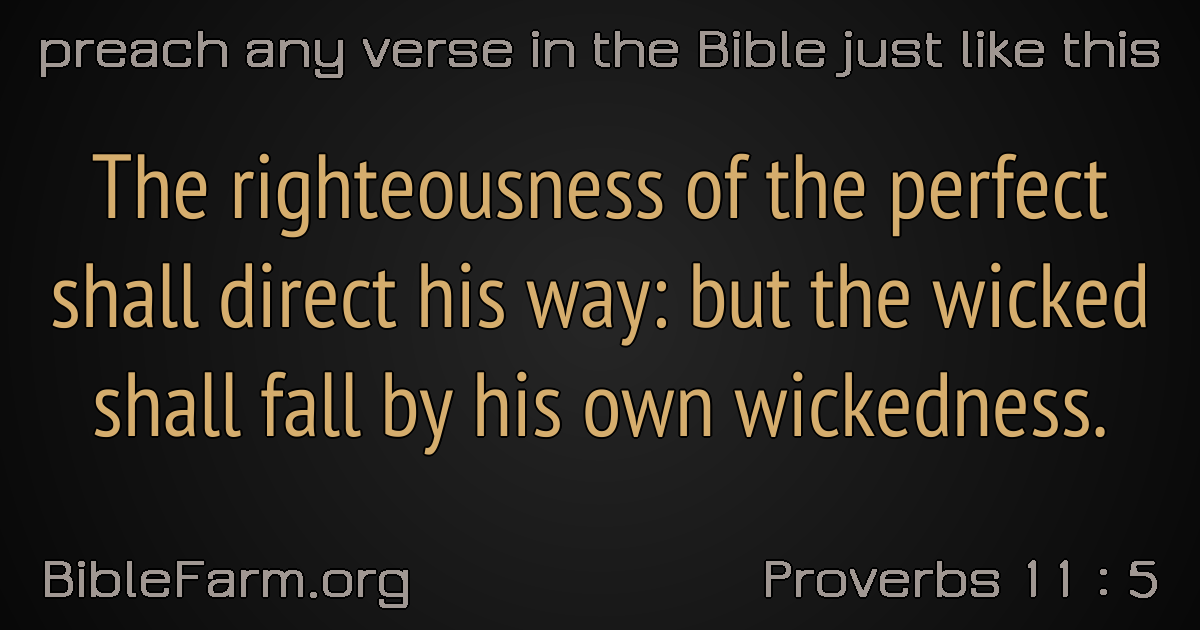 preach any verse in the Bible just like this
The righteousness of the perfect
shall direct his way: but the wicked
shall fall by his own wickedness.
BibleFarm.org
Proverbs 11 : 5